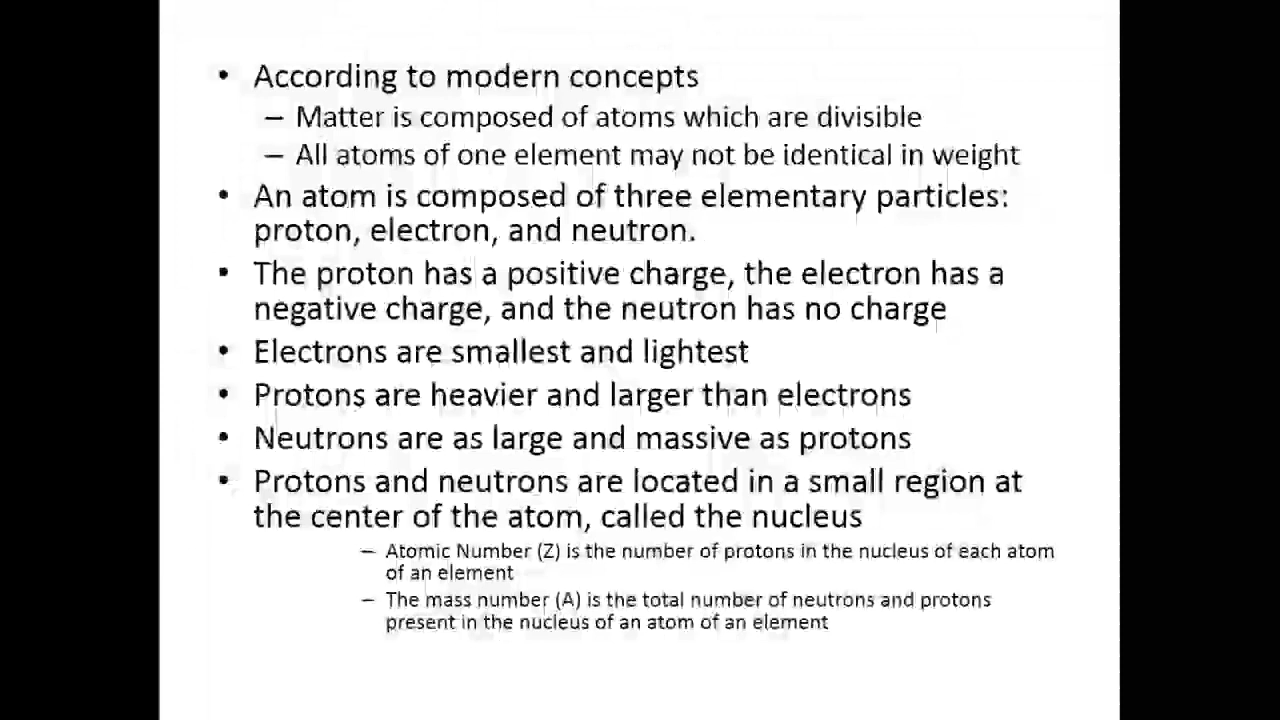 • According to modern concepts
– Matter is composed of atoms which are divisible
– All atoms of one element may not be identical in weight
• An atom is composed of three elementary particles:
proton, electron, and neutron.
• The proton has a positive charge, the electron has a
negative charge, and the neutron has no charge
• Electrons are smallest and lightest
• Protons are heavier and larger than electrons
• Neutrons are as large and massive as protons
• Protons and neutrons are located in a small region at
the center of the atom, called the nucleus
– Atomic Number (Z) is the number of protons in the nucleus of each atom
of an element
– The mass number (A) is the total number of neutrons and protons
present in the nucleus of an atom of an element